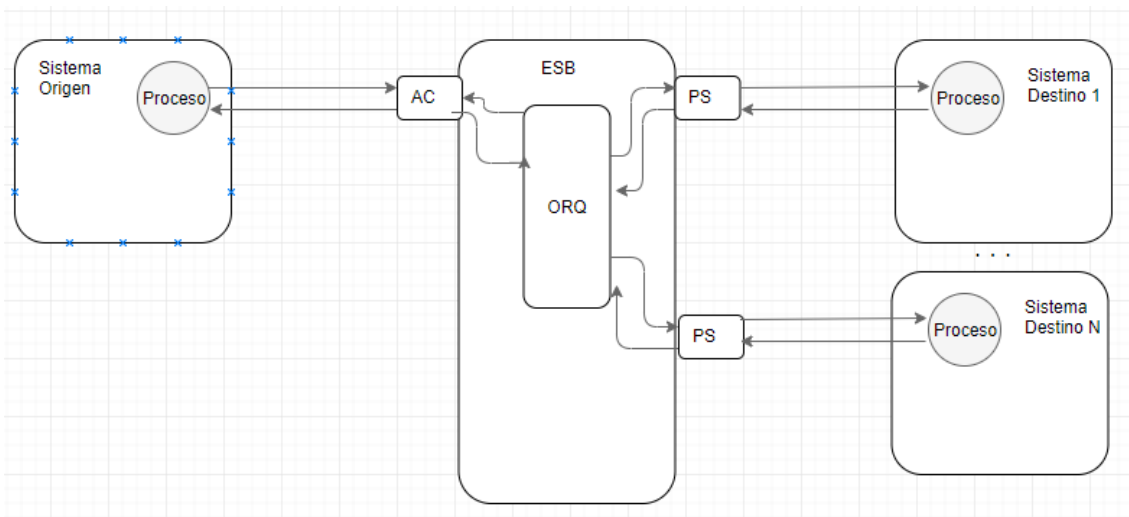 Sistema
Origen
Proceso
AC
ESB
ORQ
PS
Proceso
Sistema
Destino 1
. . .
PS
Proceso
Sistema
Destino N